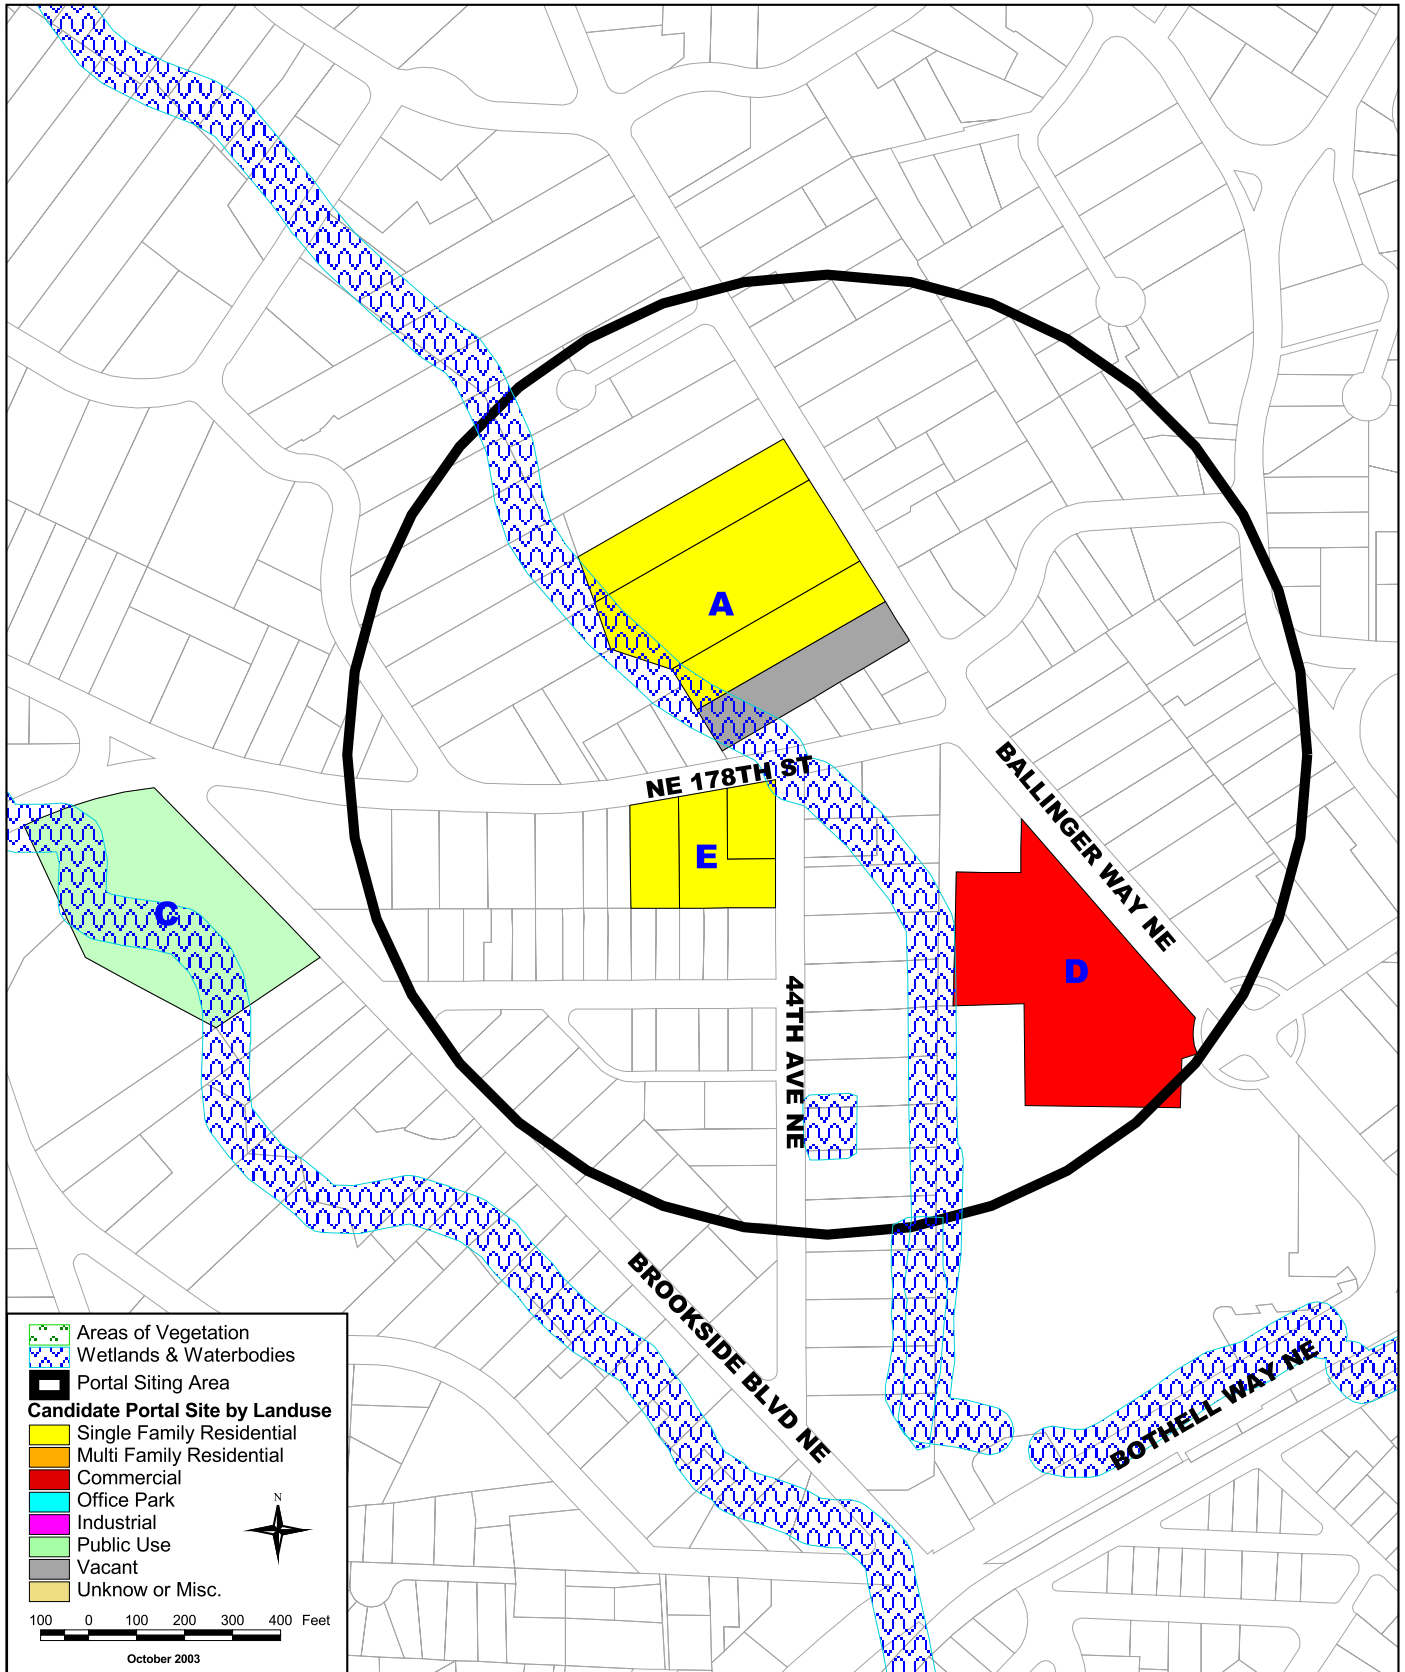 A
NE 178TH ST
BALLINGER WAY NE
E
C
D
44TH AVE NE
BROOKSIDE BLVD NE
BOTHELL WAY NE
Areas of Vegetation
Wetlands & Waterbodies
Portal Siting Area
Candidate Portal Site by Landuse
Single Family Residential
Multi Family Residential
Commercial
Office Park
Industrial
Public Use
Vacant
Unknow or Misc.
N
100 0 100 200 300 400 Feet
October 2003